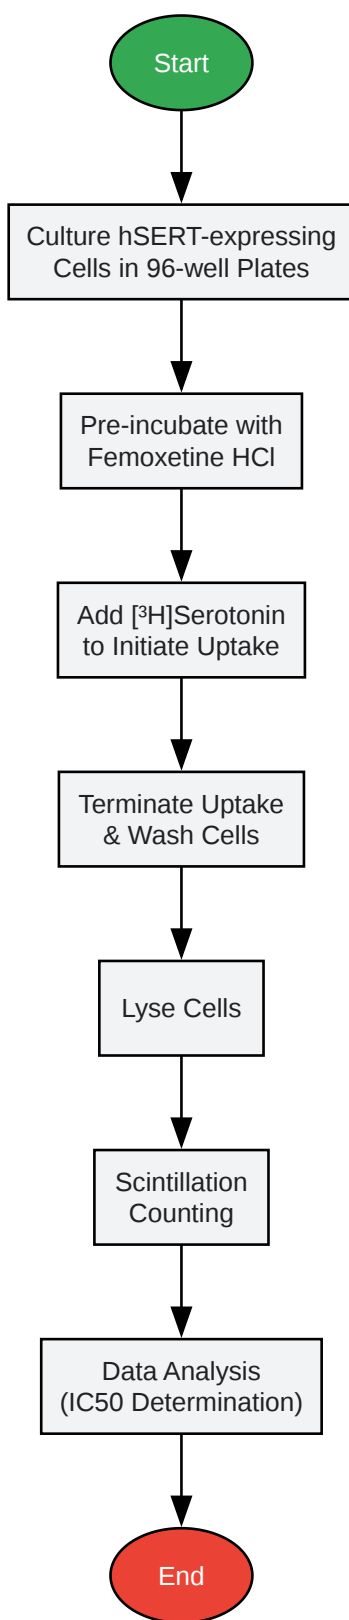 Start
Culture hSERT-expressing
Cells in 96-well Plates
Pre-incubate with
Femoxetine HCl
Add [³H]Serotonin
to Initiate Uptake
Terminate Uptake
& Wash Cells
Lyse Cells
Scintillation
Counting
Data Analysis
(IC50 Determination)
End